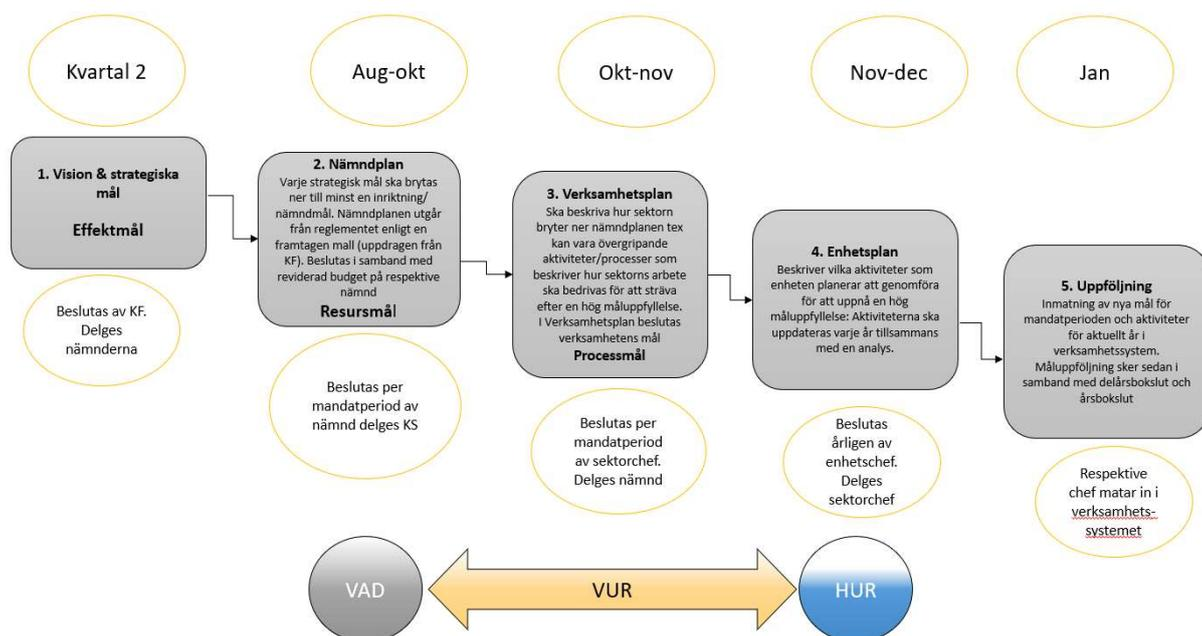 Kvartal 2
Aug-okt
Okt-nov
Nov-dec
Jan
1. Vision & strategiska
mål
Effektmål
2. Nämndplan
Varje strategisk mål ska brytas
ner till minst en inriktning/
nämndmål. Nämndplanen utgår
från reglementet enligt en
framtagen mall (uppdragen från
KF). Beslutas i samband med
reviderad budget på respektive
nämnd
Resursmål
3. Verksamhetsplan
Ska beskriva hur sektorn
bryter ner nämndplanen tex
kan vara övergripande
aktiviteter/processer som
beskriver hur sektorns arbete
ska bedrivas för att sträva
efter en hög måluppfyllelse.
I Verksamhetsplan beslutas
verksamhetens mål
Processmål
4. Enhetsplan
Beskriver vilka aktiviteter som
enheten planerar att genomföra
för att uppnå en hög
måluppfyllelse: Aktiviteterna ska
uppdateras varje år tillsammans
med en analys.
5. Uppföljning
Inmatning av nya mål för
mandatperioden och aktiviteter
för aktuellt år i
verksamhetssystem.
Måluppföljning sker sedan i
samband med delårsbokslut och
årsbokslut
Beslutas av KF.
Delges
nämnderna
Beslutas per
mandatperiod av
nämnd delges KS
Beslutas per
mandatperiod
av sektorchef.
Delges nämnd
Beslutas
årligen av
enhetschef.
Delges
sektorchef
Respektive
chef matar in i
verksamhets-
systemet
VAD
VUR
HUR